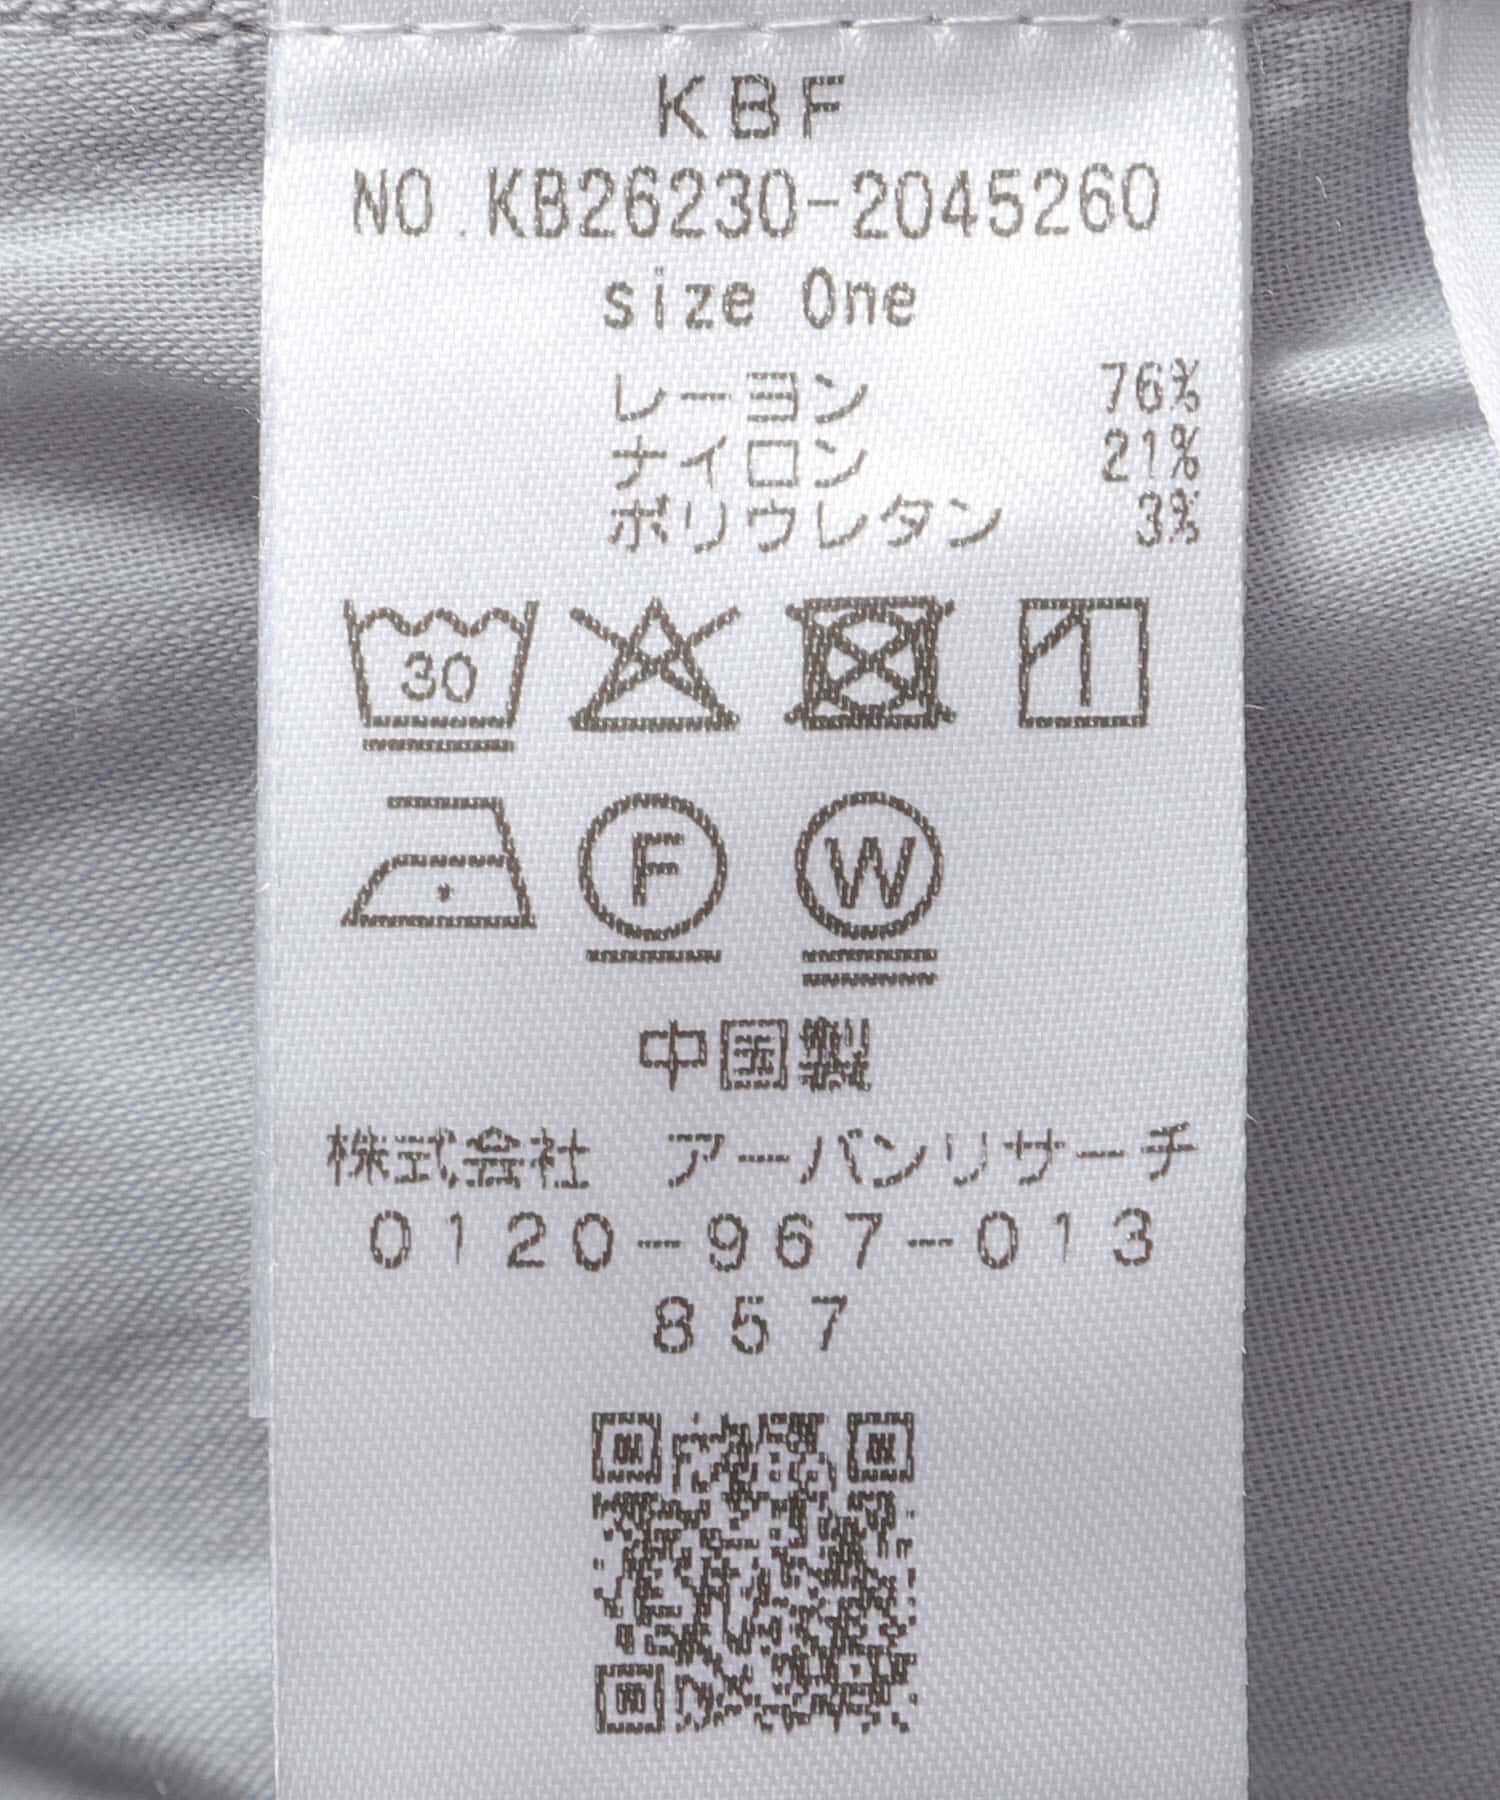 KBF
NO.KB26230-2045260
size One
レーヨン 76%
ナイロン 21%
ポリウレタン 3%
30
F W
中国製
株式会社 アーバンリサーチ
0120-967-013
857